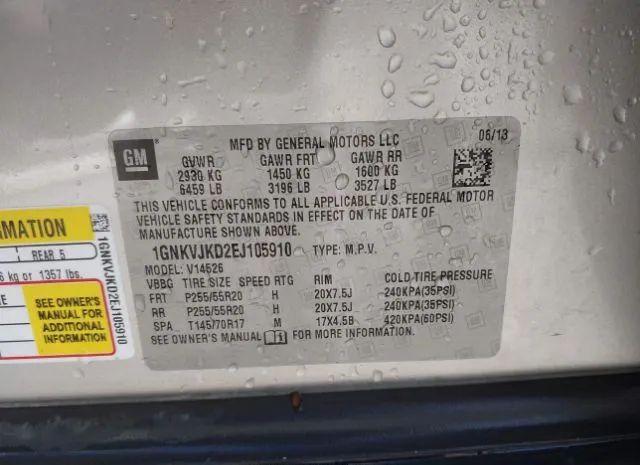 GM
MFD BY GENERAL MOTORS LLC 06/13
GVWR GAWR FRT GAWR RR
2930 KG 1450 KG 1600 KG
6459 LB 3196 LB 3527 LB
THIS VEHICLE CONFORMS TO ALL APPLICABLE U.S. FEDERAL MOTOR
VEHICLE SAFETY STANDARDS IN EFFECT ON THE DATE OF
MANUFACTURE SHOWN ABOVE.
1GNKVJKD2EJ105910 TYPE: M.P.V.
MODEL: V14526
VBBG TIRE SIZE SPEED RTG RIM COLD TIRE PRESSURE
FRT P255/55R20 H 20X7.5J 240KPA(35PSI)
RR P255/55R20 H 20X7.5J 240KPA(35PSI)
SPA T145/70R17 M 17X4.5B 420KPA(60PSI)
SEE OWNER'S MANUAL FOR MORE INFORMATION.
REAR 5
kg or 1357 lbs.
SEE OWNER'S
MANUAL FOR
ADDITIONAL
INFORMATION
1GNKVJKD2EJ105910